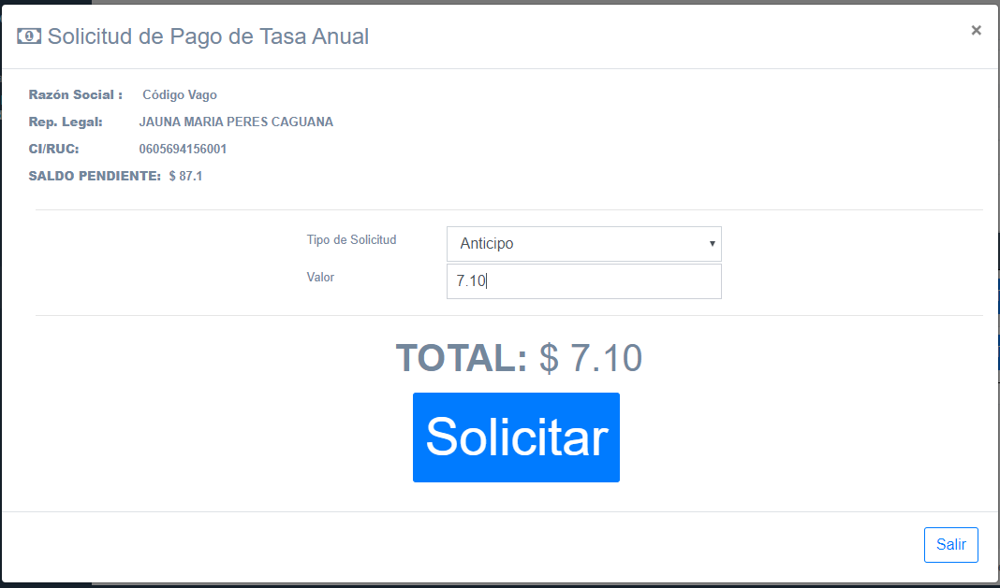 Solicitud de Pago de Tasa Anual
×
Razón Social : Código Vago
Rep. Legal: JAUNA MARIA PERES CAGUANA
CI/RUC: 0605694156001
SALDO PENDIENTE: $ 87.1
Tipo de Solicitud Anticipo
Valor 7.10
TOTAL: $ 7.10
Solicitar
Salir